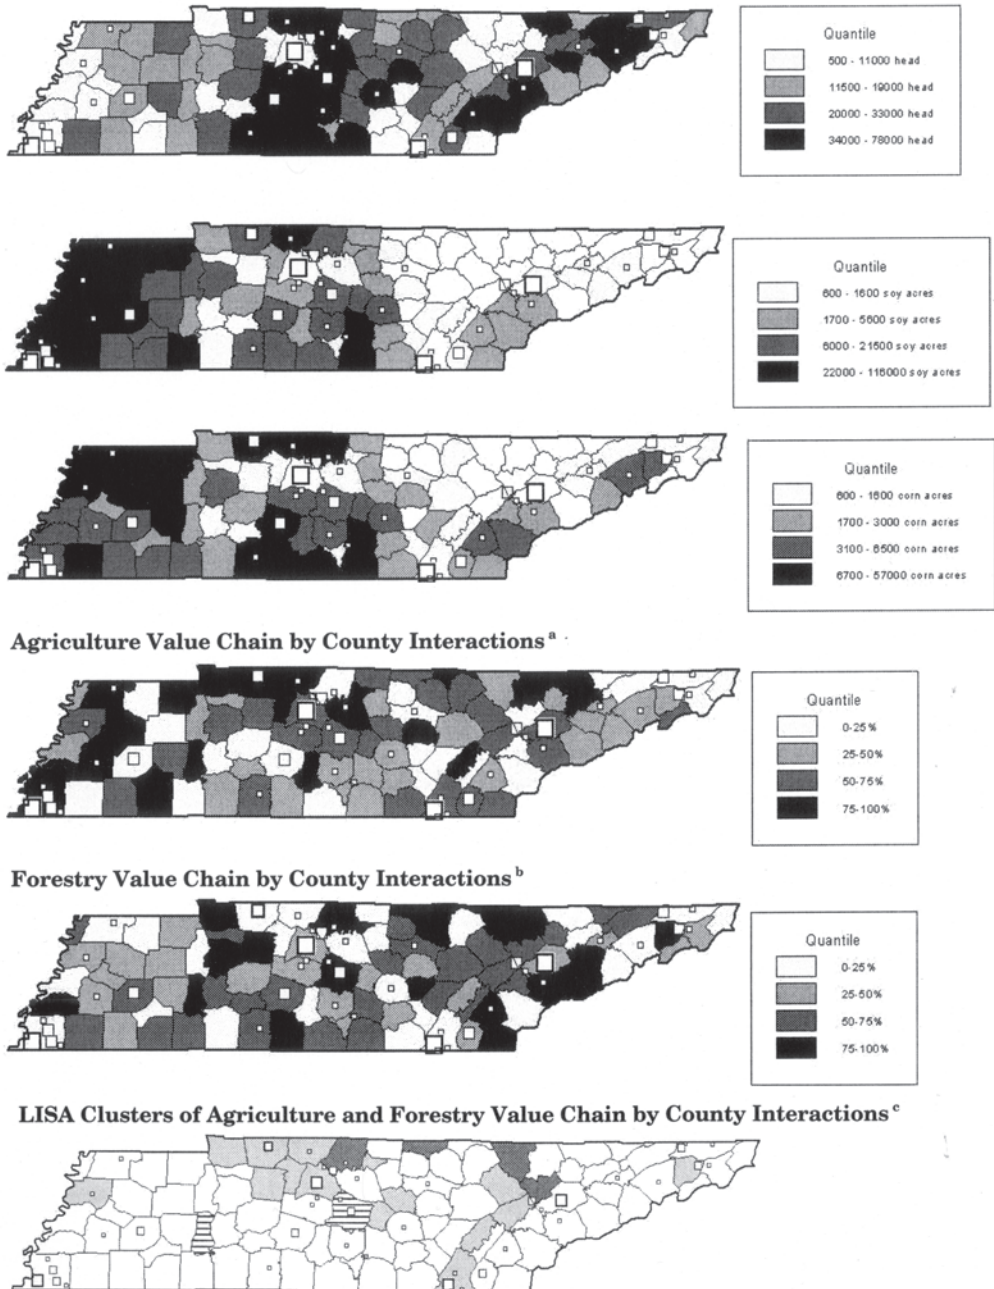 Quantile
500 - 11000 head
11500 - 19000 head
20000 - 33000 head
34000 - 78000 head
Quantile
600 - 1600 soy acres
1700 - 5600 soy acres
6000 - 21500 soy acres
22000 - 116000 soy acres
Quantile
600 - 1600 corn acres
1700 - 3000 corn acres
3100 - 6500 corn acres
6700 - 57000 corn acres
Agriculture Value Chain by County Interactions a
Quantile
0-25%
25-50%
50-75%
75-100%
Forestry Value Chain by County Interactions b
Quantile
0-25%
25-50%
50-75%
75-100%
LISA Clusters of Agriculture and Forestry Value Chain by County Interactions c